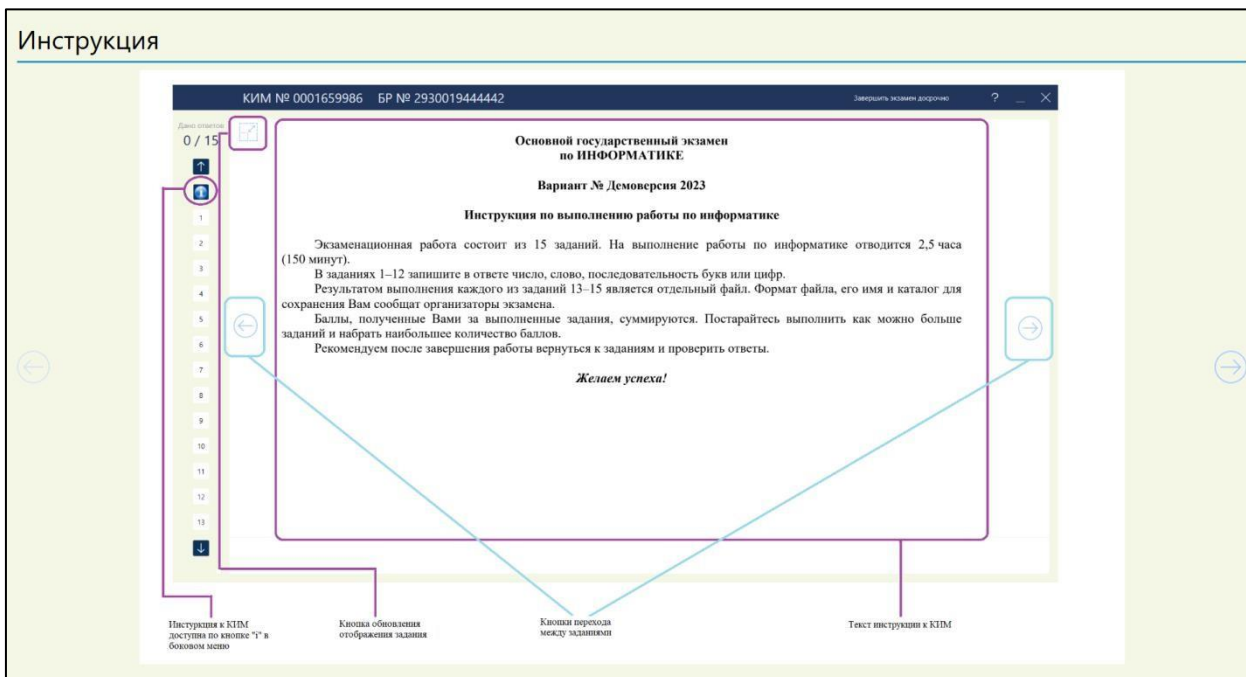 Инструкция
КИМ № 0001659986 БР № 2930019444442
Завершить экзамен досрочно ? _ X
Дано ответов
0 / 15
Основной государственный экзамен
по ИНФОРМАТИКЕ
Вариант № Демоверсия 2023
Инструкция по выполнению работы по информатике
Экзаменационная работа состоит из 15 заданий. На выполнение работы по информатике отводится 2,5 часа
(150 минут).
В заданиях 1–12 запишите в ответе число, слово, последовательность букв или цифр.
Результатом выполнения каждого из заданий 13–15 является отдельный файл. Формат файла, его имя и каталог для
сохранения Вам сообщат организаторы экзамена.
Баллы, полученные Вами за выполненные задания, суммируются. Постарайтесь выполнить как можно больше
заданий и набрать наибольшее количество баллов.
Рекомендуем после завершения работы вернуться к заданиям и проверить ответы.
Желаем успеха!
1
2
3
4
5
6
7
8
9
10
11
12
13
Инстуркция к КИМ
доступна по кнопке "i" в
боковом меню
Кнопка обновления
отображения задания
Кнопки перехода
между заданиями
Текст инструкции к КИМ